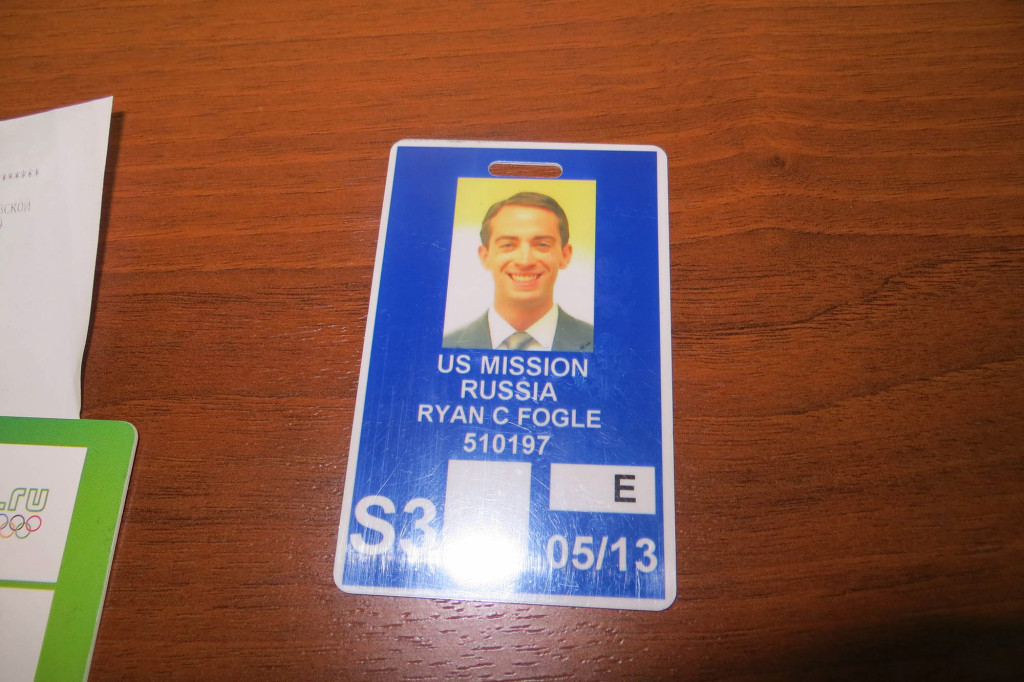 US MISSION
RUSSIA
RYAN C FOGLE
510197
S3
E
05/13
.ru